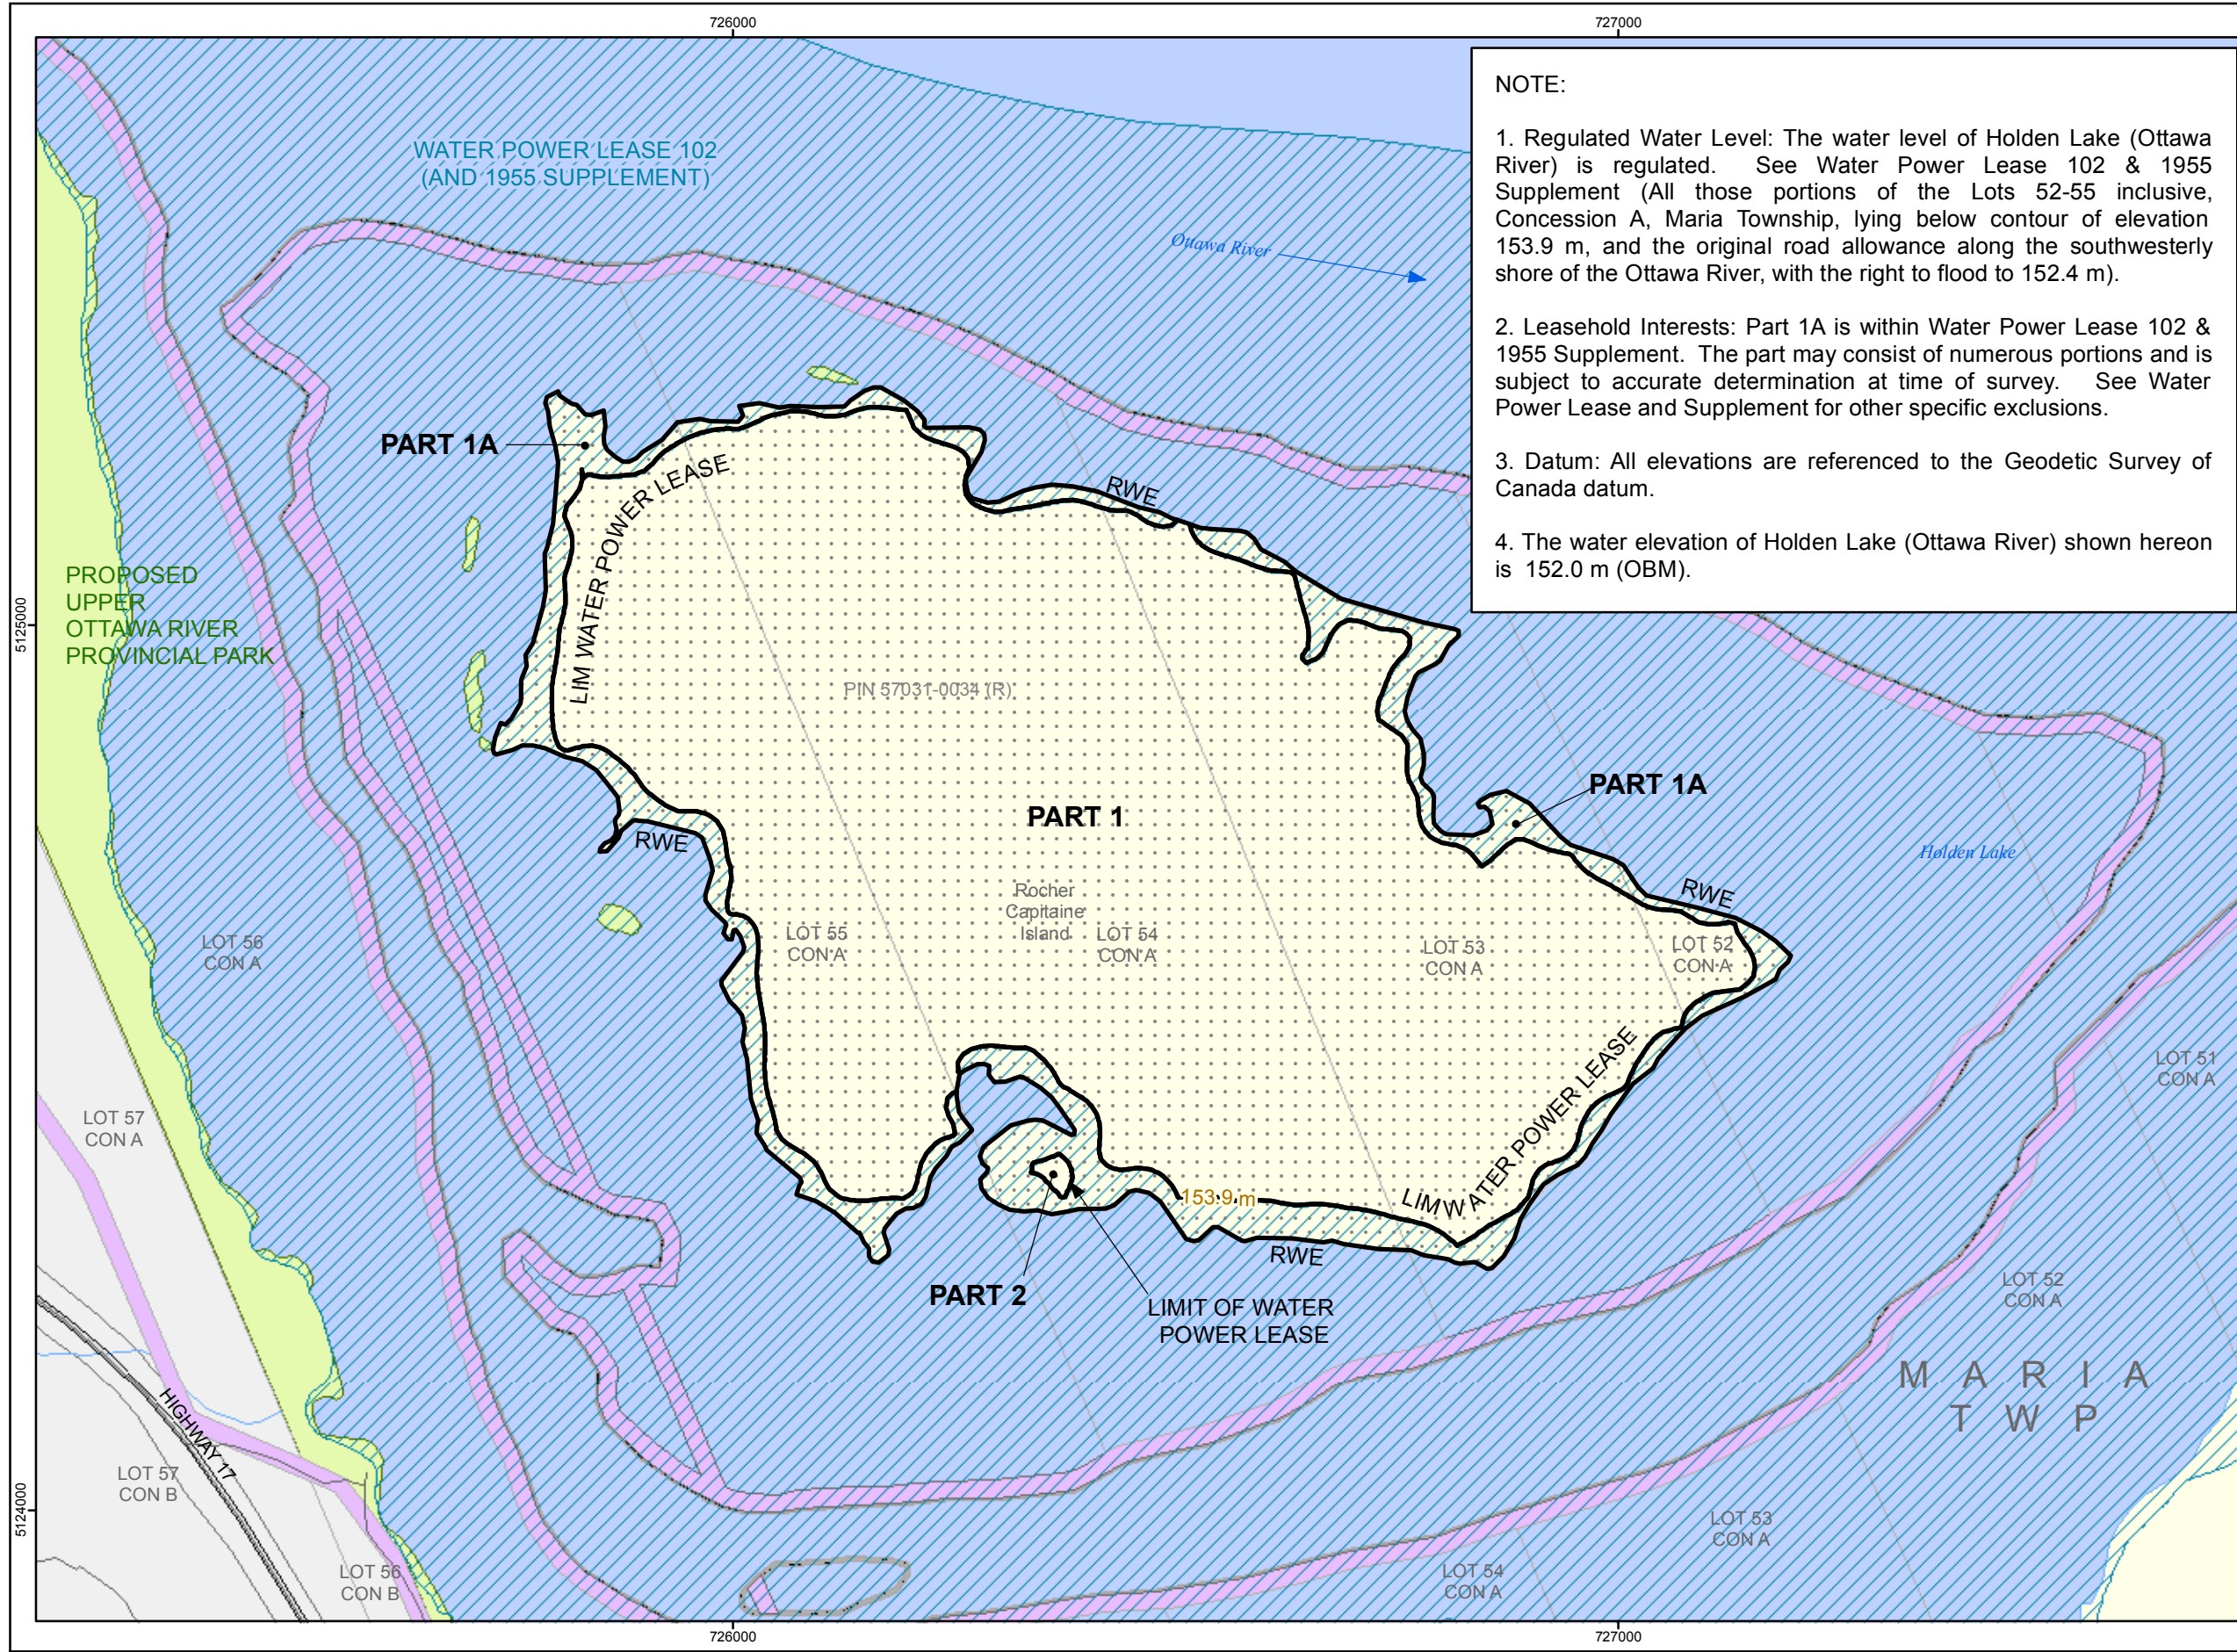 726000
727000
NOTE:
1. Regulated Water Level: The water level of Holden Lake (Ottawa
River) is regulated. See Water Power Lease 102 & 1955
Supplement (All those portions of the Lots 52-55 inclusive,
Concession A, Maria Township, lying below contour of elevation
153.9 m, and the original road allowance along the southwesterly
shore of the Ottawa River, with the right to flood to 152.4 m).
2. Leasehold Interests: Part 1A is within Water Power Lease 102 &
1955 Supplement. The part may consist of numerous portions and is
subject to accurate determination at time of survey. See Water
Power Lease and Supplement for other specific exclusions.
3. Datum: All elevations are referenced to the Geodetic Survey of
Canada datum.
4. The water elevation of Holden Lake (Ottawa River) shown hereon
is 152.0 m (OBM).
WATER POWER LEASE 102
(AND 1955 SUPPLEMENT)
Ottawa River
PART 1A
LIM WATER POWER LEASE
RWE
5125000
PROPOSED
UPPER
OTTAWA RIVER
PROVINCIAL PARK
LIM WATER POWER LEASE
PIN 57031-0034 (R)
PART 1A
PART 1
RWE
Holden Lake
RWE
Rocher
Capitaine
Island
LOT 56
CON A
LOT 55
CON A
LOT 54
CON A
LOT 53
CON A
LOT 52
CON A
LOT 51
CON A
LOT 57
CON A
LIM WATER POWER LEASE
153.9 m
RWE
PART 2
LIMIT OF WATER
POWER LEASE
LOT 52
CON A
MARIA
TWP
HIGHWAY 17
LOT 57
CON B
5124000
LOT 53
CON A
LOT 56
CON B
LOT 54
CON A
726000
727000